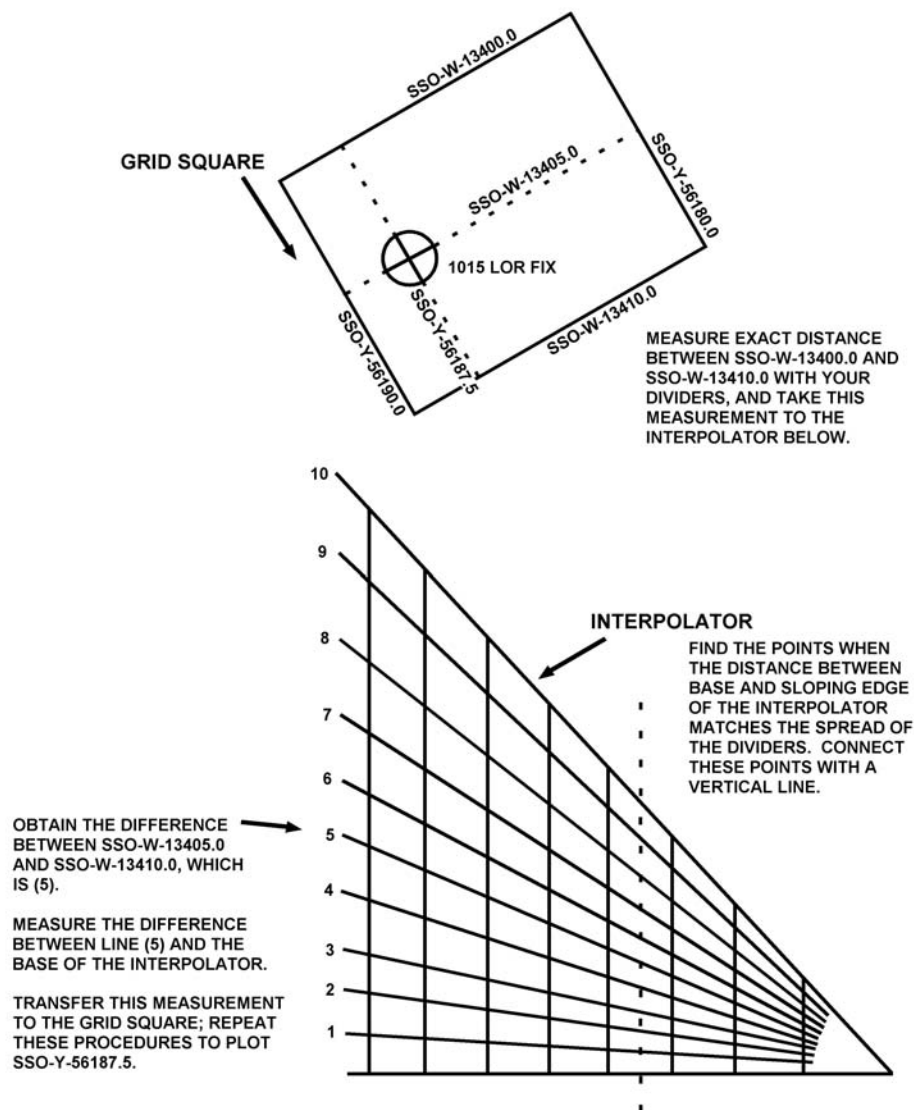 SSO-W-13400.0
GRID SQUARE
SSO-W-13405.0
SSO-Y-56180.0
1015 LOR FIX
SSO-Y-56187.5
SSO-Y-56190.0
SSO-W-13410.0
MEASURE EXACT DISTANCE
BETWEEN SSO-W-13400.0 AND
SSO-W-13410.0 WITH YOUR
DIVIDERS, AND TAKE THIS
MEASUREMENT TO THE
INTERPOLATOR BELOW.
10
9
8
7
6
5
4
3
2
1
INTERPOLATOR
FIND THE POINTS WHEN
THE DISTANCE BETWEEN
BASE AND SLOPING EDGE
OF THE INTERPOLATOR
MATCHES THE SPREAD OF
THE DIVIDERS. CONNECT
THESE POINTS WITH A
VERTICAL LINE.
OBTAIN THE DIFFERENCE
BETWEEN SSO-W-13405.0
AND SSO-W-13410.0, WHICH
IS (5).
MEASURE THE DIFFERENCE
BETWEEN LINE (5) AND THE
BASE OF THE INTERPOLATOR.
TRANSFER THIS MEASUREMENT
TO THE GRID SQUARE; REPEAT
THESE PROCEDURES TO PLOT
SSO-Y-56187.5.